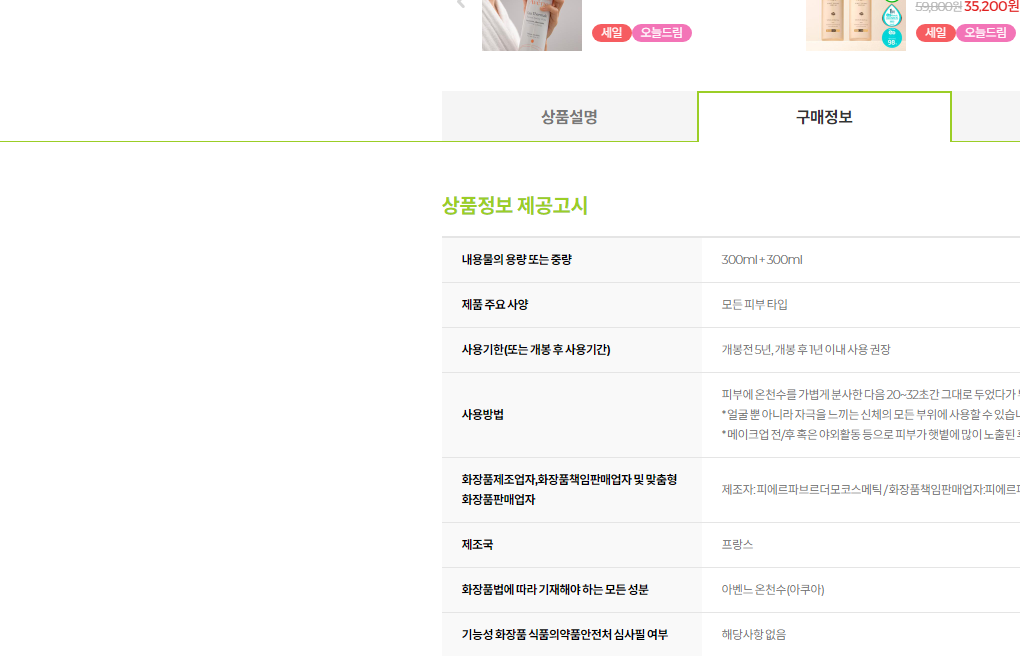 59,800원 35,200원
세일 오늘드림
세일 오늘드림
상품설명
구매정보
상품정보 제공고시
내용물의 용량 또는 중량
300ml+300ml
제품 주요 사양
모든 피부 타입
사용기한(또는 개봉 후 사용기간)
개봉전 5년, 개봉 후 1년 이내 사용 권장
사용방법
피부에 온천수를 가볍게 분사한 다음 20~32초간 그대로 두었다가
*얼굴 뿐 아니라 자극을 느끼는 신체의 모든 부위에 사용할 수 있습니
*메이크업 전/후 혹은 야외활동 등으로 피부가 햇볕에 많이 노출된
화장품제조업자,화장품책임판매업자 및 맞춤형
화장품판매업자
제조자: 피에르파브르더모코스메틱 / 화장품책임판매업자:피에르파
제조국
프랑스
화장품법에 따라 기재해야 하는 모든 성분
아벤느 온천수(아쿠아)
기능성 화장품 식품의약품안전처 심사필 여부
해당사항 없음